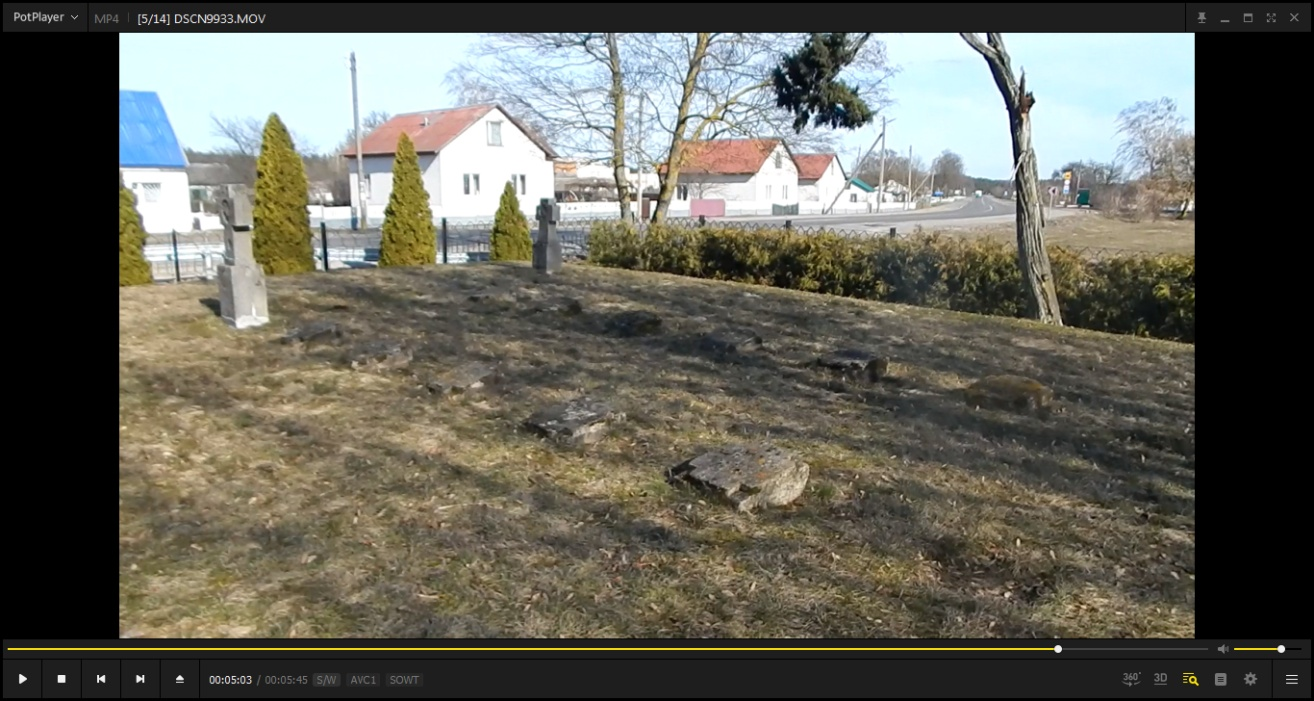 PotPlayer MP4 [5/14] DSCN9933.MOV
00:05:03 / 00:05:45 S/W AVC1 SOWT 360° 3D